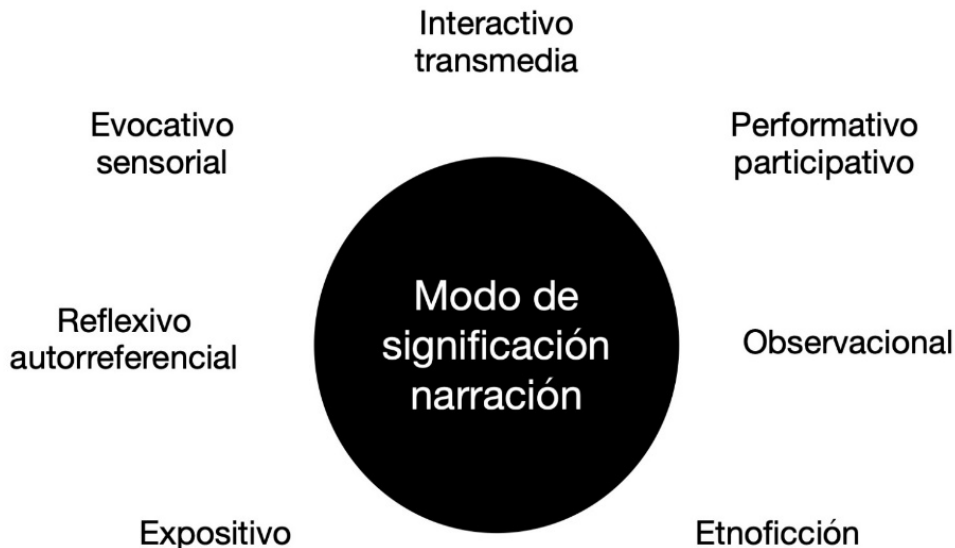 Interactivo
transmedia
Evocativo
sensorial
Performativo
participativo
Modo de
significación
narración
Reflexivo
autorreferencial
Observacional
Expositivo
Etnoficción